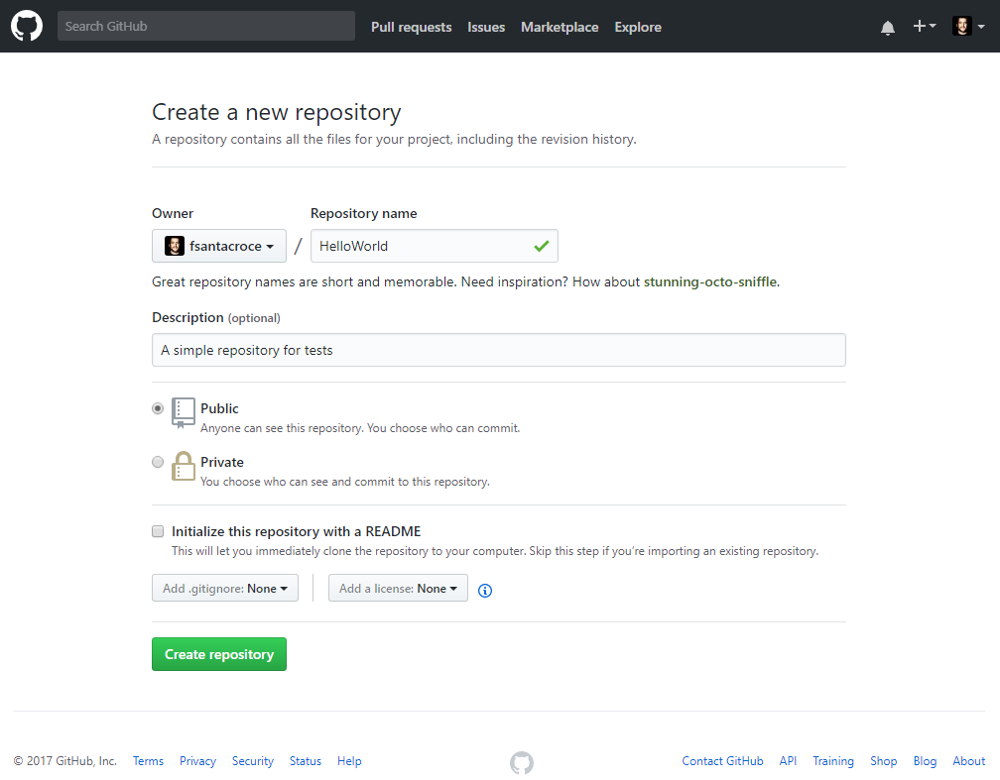 Search GitHub Pull requests Issues Marketplace Explore
Create a new repository
A repository contains all the files for your project, including the revision history.
Owner Repository name
fsantacroce / HelloWorld
Great repository names are short and memorable. Need inspiration? How about stunning-octo-sniffle.
Description (optional)
A simple repository for tests
Public
Anyone can see this repository. You choose who can commit.
Private
You choose who can see and commit to this repository.
Initialize this repository with a README
This will let you immediately clone the repository to your computer. Skip this step if you’re importing an existing repository.
Add .gitignore: None Add a license: None
Create repository
© 2017 GitHub, Inc. Terms Privacy Security Status Help Contact GitHub API Training Shop Blog About